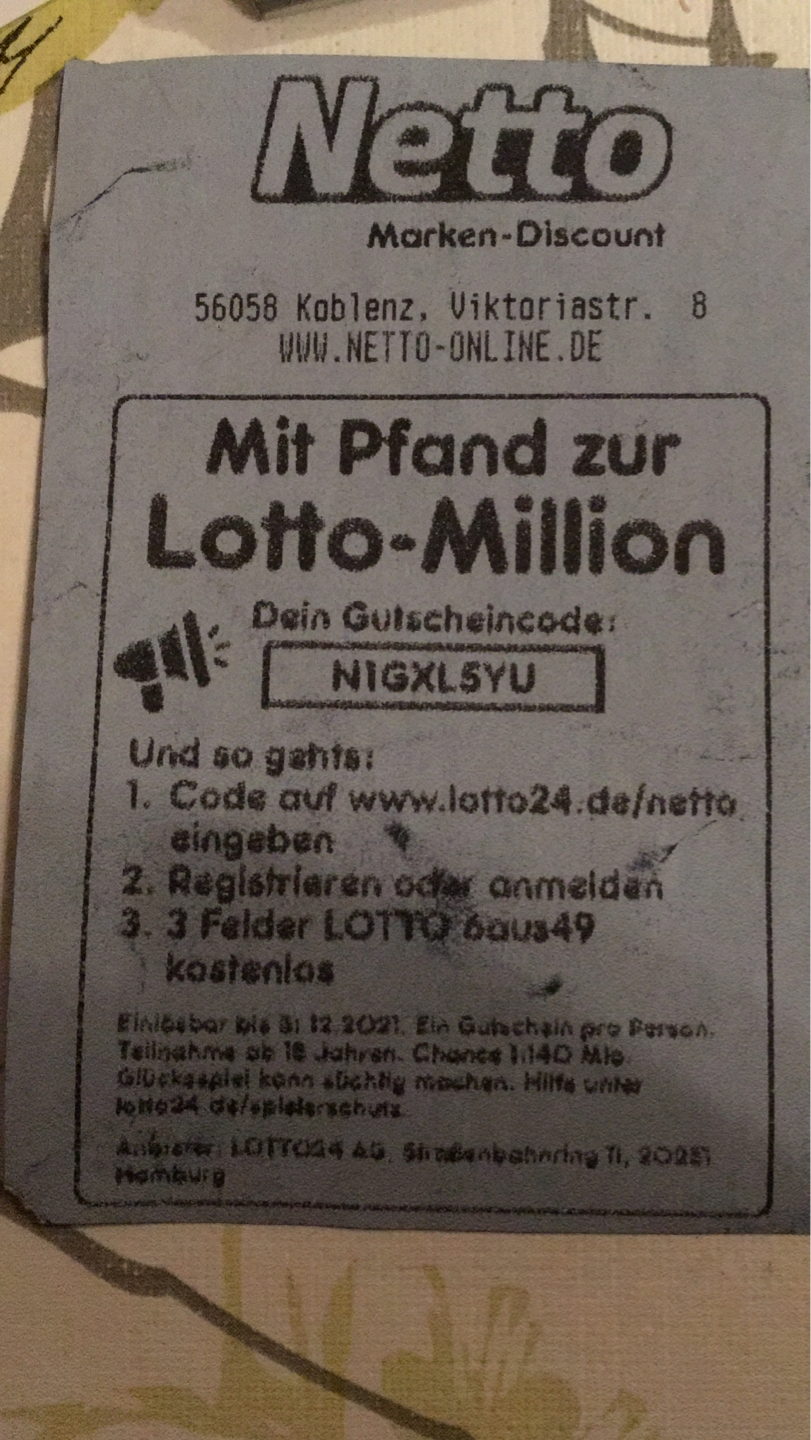 Netto
Marken-Discount
56058 Koblenz, Viktoriastr. 8
WWW.NETTO-ONLINE.DE
Mit Pfand zur
Lotto-Million
Dein Gutscheincode:
N1GXL5YU
Und so gehts:
1. Code auf www.lotto24.de/netto
eingeben
2. Registrieren oder anmelden
3. 3 Felder LOTTO 6aus49
kostenlos
Einlösbar bis 31.12.2021. Ein Gutschein pro Person.
Teilnahme ab 18 Jahren. Chance 1:140 Mio.
Glücksspiel kann süchtig machen. Hilfe unter
lotto24.de/spielerschutz.
Anbieter: LOTTO24 AG, Straßenbahnring 11, 20251
Hamburg